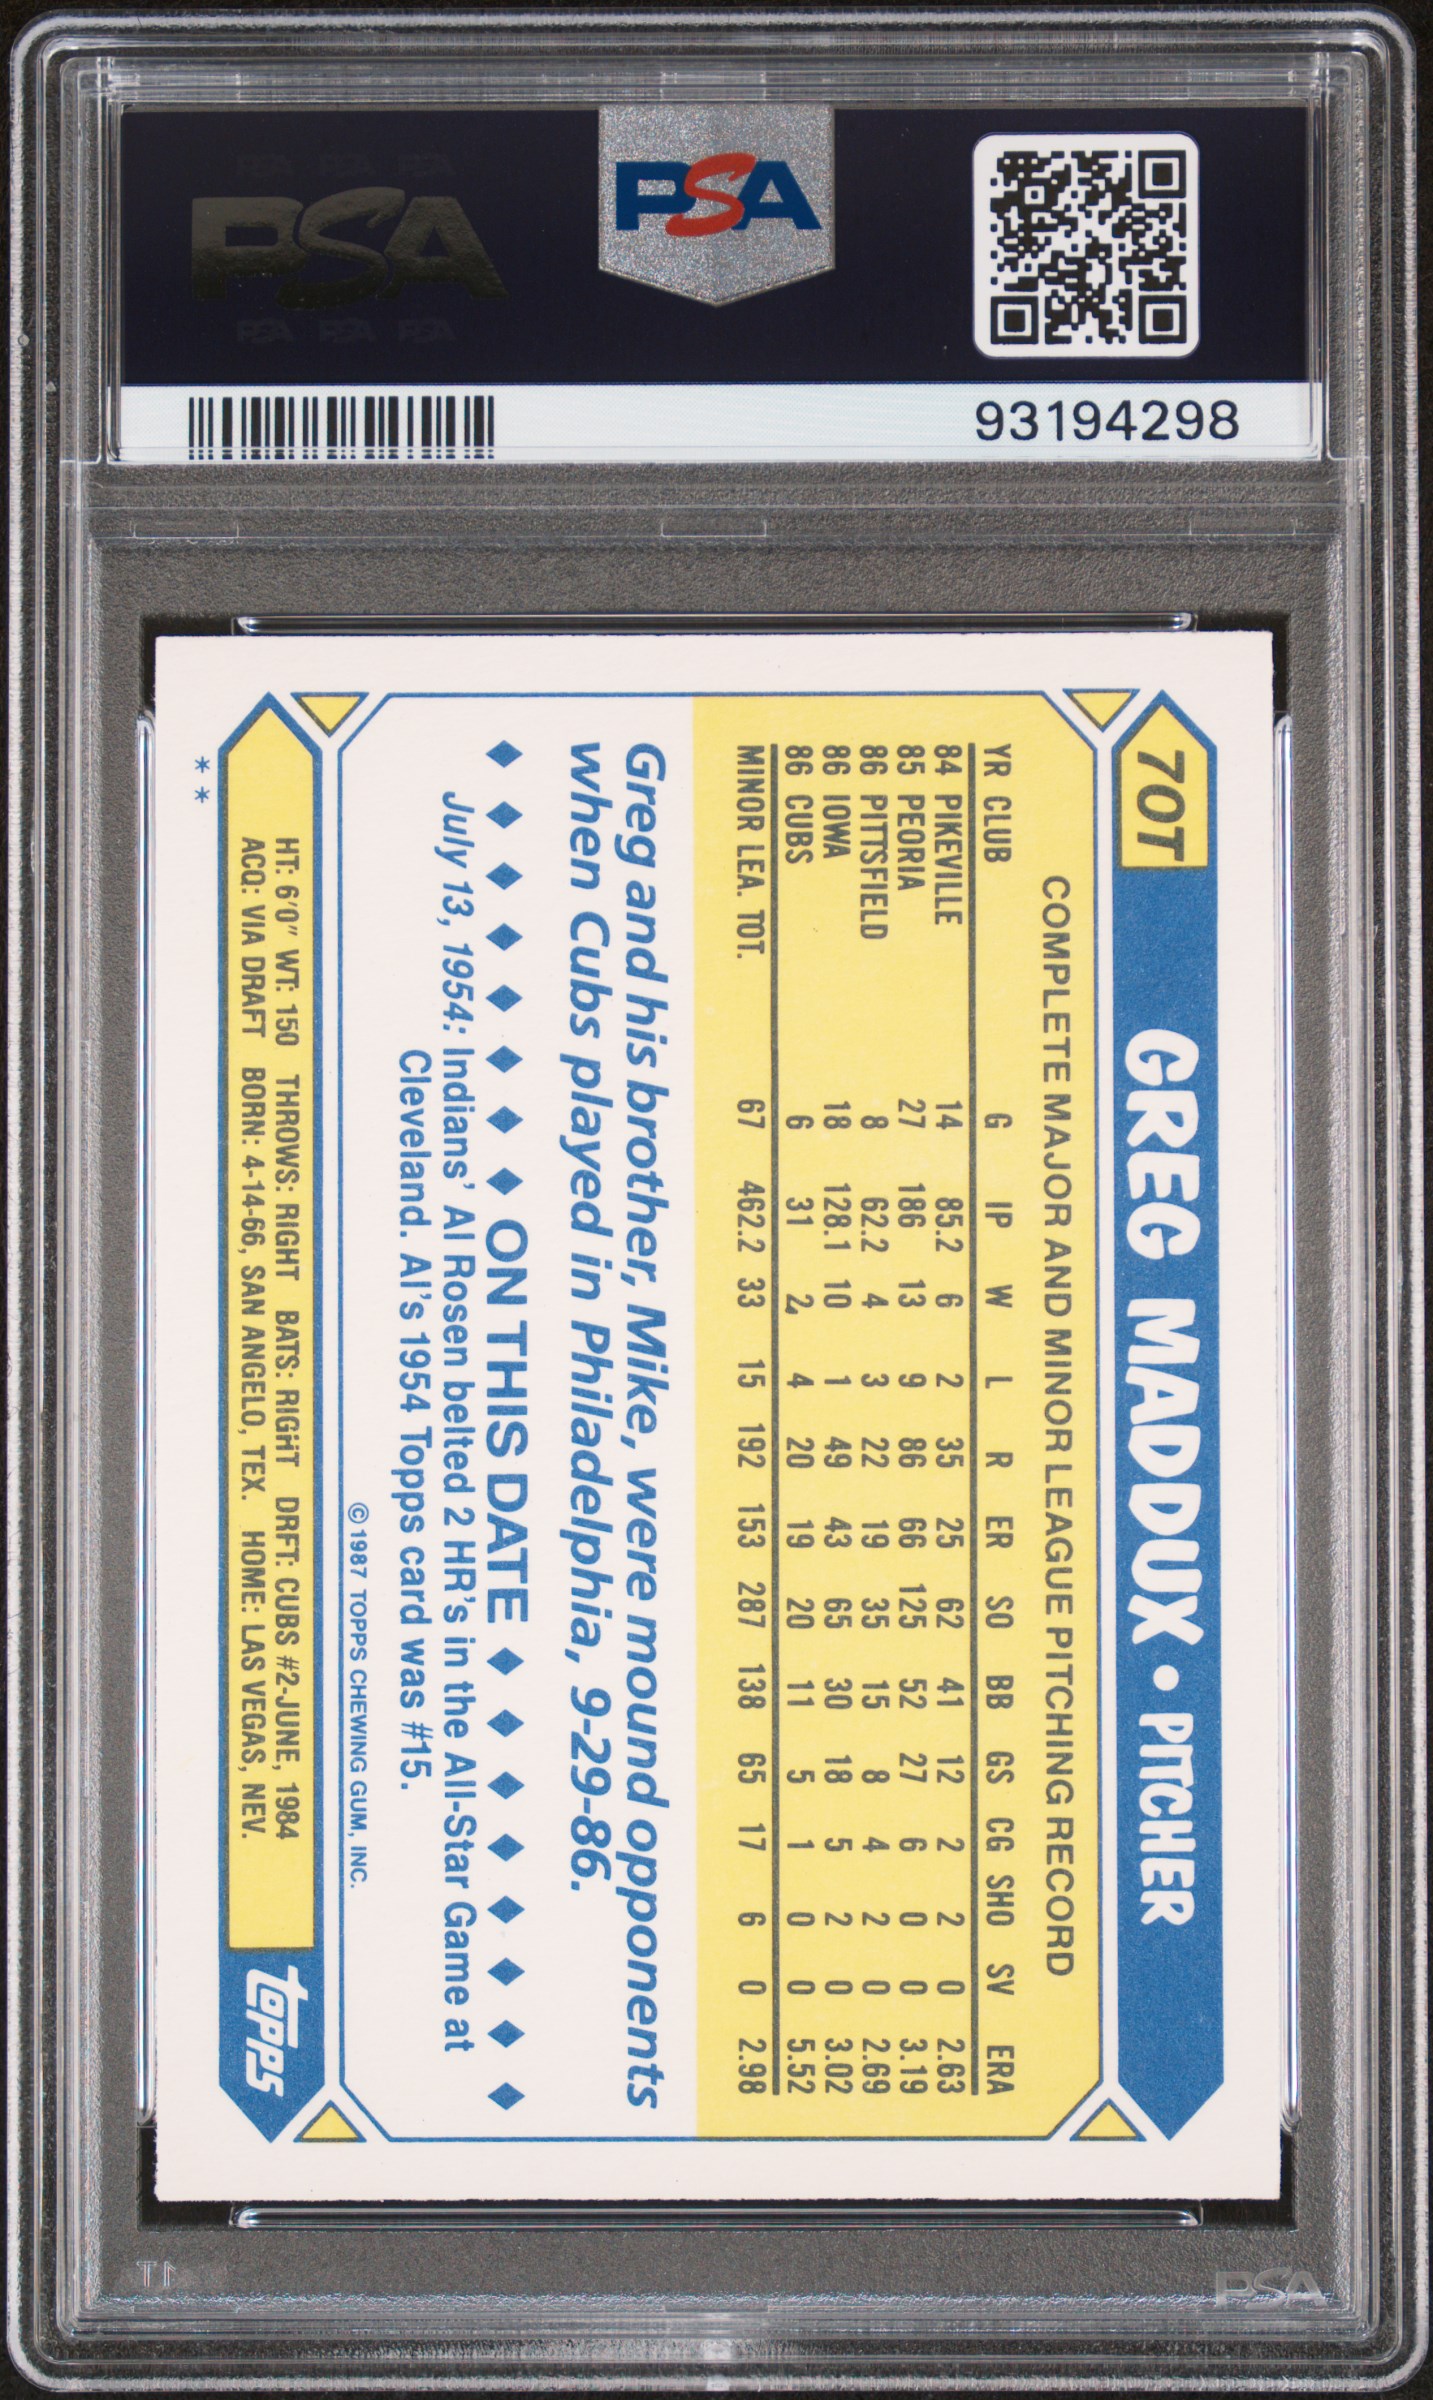 PSA PSA PSA
PSA
PSA PSA PSA
PSA
93194298
70T GREG MADDUX • PITCHER
COMPLETE MAJOR AND MINOR LEAGUE PITCHING RECORD
YR CLUB G IP W L R ER SO BB GS CG SHO SV ERA
84 PIKEVILLE 14 85.2 6 2 35 25 62 41 12 2 2 0 2.63
85 PEORIA 27 186 13 9 86 66 125 52 27 6 0 0 3.19
86 PITTSFIELD 8 62.2 4 3 22 19 35 15 8 4 2 0 2.69
86 IOWA 18 128.1 10 1 49 43 65 30 18 5 2 0 3.02
86 CUBS 6 31 2 4 20 19 20 11 5 1 0 0 5.52
MINOR LEA. TOT. 67 462.2 33 15 192 153 287 138 65 17 6 0 2.98
Greg and his brother, Mike, were mound opponents
when Cubs played in Philadelphia, 9-29-86.
◆ ◆ ◆ ◆ ◆ ◆ ◆ ◆ ON THIS DATE ◆ ◆ ◆ ◆ ◆ ◆ ◆ ◆
July 13, 1954: Indians' Al Rosen belted 2 HR's in the All-Star Game at
Cleveland. Al's 1954 Topps card was #15.
© 1987 TOPPS CHEWING GUM, INC.
HT: 6'0" WT: 150 THROWS: RIGHT BATS: RIGHT DRFT: CUBS #2-JUNE, 1984
ACQ: VIA DRAFT BORN: 4-14-66, SAN ANGELO, TEX. HOME: LAS VEGAS, NEV.
topps
* *
PSA